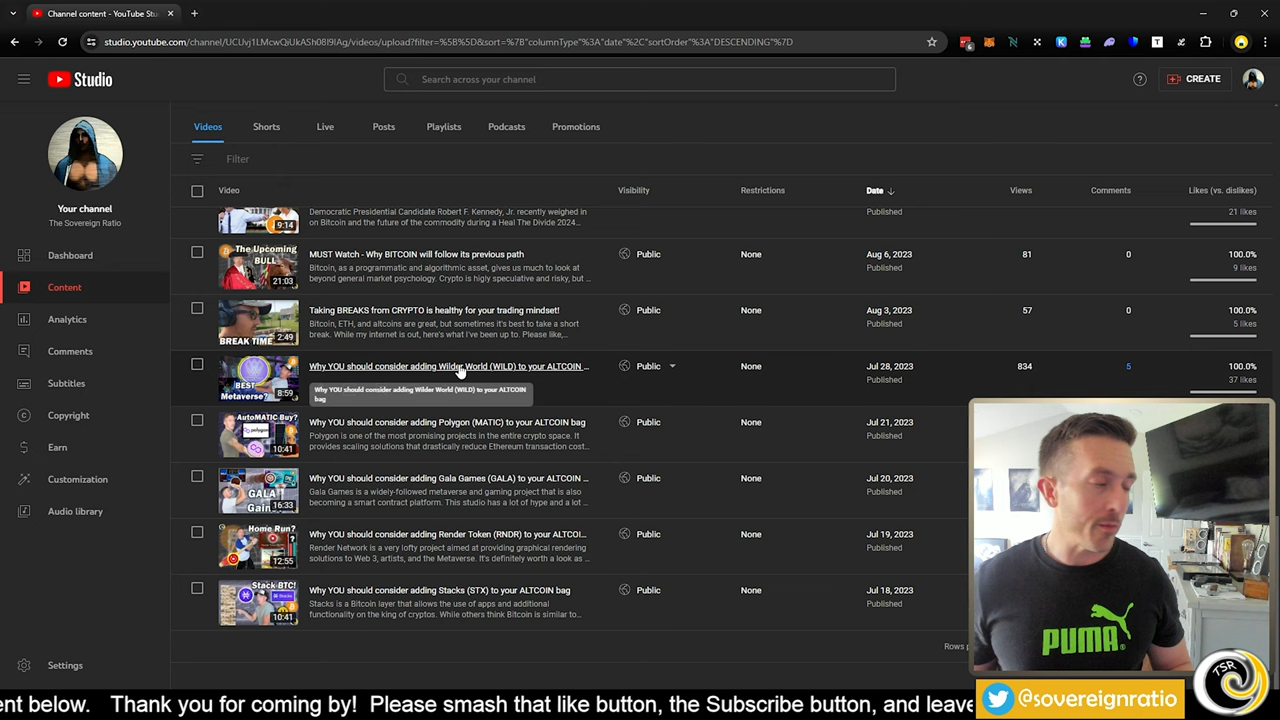 Channel content - YouTube Stu
studio.youtube.com/channel/UCUvj1LMcwQiUkASh08I9IAg/videos/upload?filter=%5B%5D&sort=%7B"columnType"%3A"date"%2C"sortOrder"%3A"DESCENDING"%7D
Studio
Search across your channel
CREATE
Your channel
The Sovereign Ratio
Dashboard
Content
Analytics
Comments
Subtitles
Copyright
Earn
Customization
Audio library
Settings
Videos Shorts Live Posts Playlists Podcasts Promotions
Filter
Video Visibility Restrictions Date Views Comments Likes (vs. dislikes)
9:14
Democratic Presidential Candidate Robert F. Kennedy, Jr. recently weighed in
on Bitcoin and the future of the commodity during a Heal The Divide 2024...
Published
21 likes
The Upcoming
BULL
21:03
MUST Watch - Why BITCOIN will follow its previous path
Bitcoin, as a programmatic and algorithmic asset, gives us much to look at
beyond general market psychology. Crypto is higly speculative and risky, but...
Public None Aug 6, 2023 81 0 100.0%
Published 9 likes
BREAK TIME
2:49
Taking BREAKS from CRYPTO is healthy for your trading mindset!
Bitcoin, ETH, and altcoins are great, but sometimes it's best to take a short
break. While my internet is out, here's what I've been up to. Please like,...
Public None Aug 3, 2023 57 0 100.0%
Published 5 likes
BEST
Metaverse?
8:59
Why YOU should consider adding Wilder World (WILD) to your ALTCOIN ...
Why YOU should consider adding Wilder World (WILD) to your ALTCOIN
bag
Public None Jul 28, 2023 834 5 100.0%
Published 37 likes
AutoMATIC Buy?
polygon
10:41
Why YOU should consider adding Polygon (MATIC) to your ALTCOIN bag
Polygon is one of the most promising projects in the entire crypto space. It
provides scaling solutions that drastically reduce Ethereum transaction cost...
Public None Jul 21, 2023
Published
GALA
Gain
16:33
Why YOU should consider adding Gala Games (GALA) to your ALTCOIN ...
Gala Games is a widely-followed metaverse and gaming project that is also
becoming a smart contract platform. This studio has a lot of hype and a lot ...
Public None Jul 20, 2023
Published
Home Run?
12:55
Why YOU should consider adding Render Token (RNDR) to your ALTCOI...
Render Network is a very lofty project aimed at providing graphical rendering
solutions to Web 3, artists, and the Metaverse. It's definitely worth a look as ...
Public None Jul 19, 2023
Published
Stack BTC!
Stacks
10:41
Why YOU should consider adding Stacks (STX) to your ALTCOIN bag
Stacks is a Bitcoin layer that allows the use of apps and additional
functionality on the king of cryptos. While others think Bitcoin is similar to...
Public None Jul 18, 2023
Published
Rows p
PUMA
TSR
@sovereignratio
ent below. Thank you for coming by! Please smash that like button, the Subscribe button, and leave